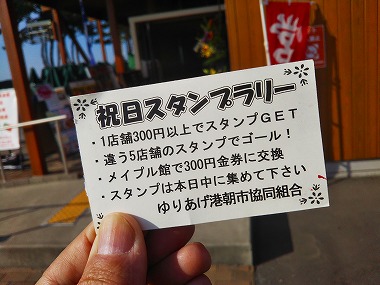 祝日スタンプラリー
・1店舗300円以上でスタンプGET
・違う5店舗のスタンプでゴール！
・メイプル館で300円金券に交換
・スタンプは本日中に集めて下さい
ゆりあげ港朝市協同組合